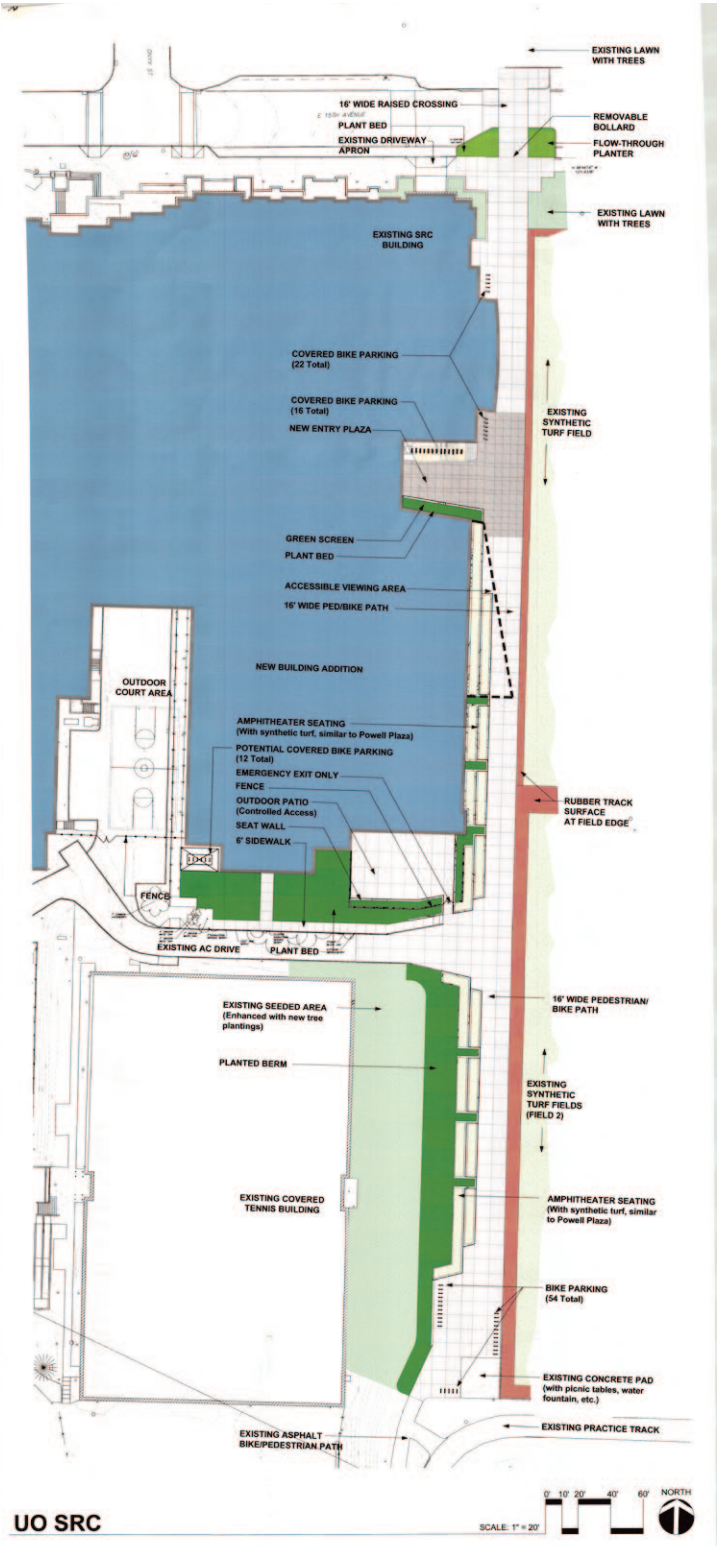 ONYX ST
EXISTING LAWN
WITH TREES
16' WIDE RAISED CROSSING
E 15TH AVENUE
PLANT BED
REMOVABLE
BOLLARD
EXISTING DRIVEWAY
APRON
FLOW-THROUGH
PLANTER
EXISTING LAWN
WITH TREES
EXISTING SRC
BUILDING
COVERED BIKE PARKING
(22 Total)
COVERED BIKE PARKING
(16 Total)
NEW ENTRY PLAZA
EXISTING
SYNTHETIC
TURF FIELD
GREEN SCREEN
PLANT BED
ACCESSIBLE VIEWING AREA
16' WIDE PED/BIKE PATH
NEW BUILDING ADDITION
OUTDOOR
COURT AREA
AMPHITHEATER SEATING
(With synthetic turf, similar to Powell Plaza)
POTENTIAL COVERED BIKE PARKING
(12 Total)
EMERGENCY EXIT ONLY
FENCE
OUTDOOR PATIO
(Controlled Access)
SEAT WALL
6' SIDEWALK
RUBBER TRACK
SURFACE
AT FIELD EDGE
FENCE
EXISTING AC DRIVE
PLANT BED
EXISTING SEEDED AREA
(Enhanced with new tree
plantings)
16' WIDE PEDESTRIAN/
BIKE PATH
PLANTED BERM
EXISTING
SYNTHETIC
TURF FIELDS
(FIELD 2)
EXISTING COVERED
TENNIS BUILDING
AMPHITHEATER SEATING
(With synthetic turf, similar
to Powell Plaza)
BIKE PARKING
(54 Total)
EXISTING CONCRETE PAD
(with picnic tables, water
fountain, etc.)
EXISTING PRACTICE TRACK
EXISTING ASPHALT
BIKE/PEDESTRIAN PATH
0' 10' 20' 40' 60'
NORTH
SCALE: 1" = 20'
UO SRC